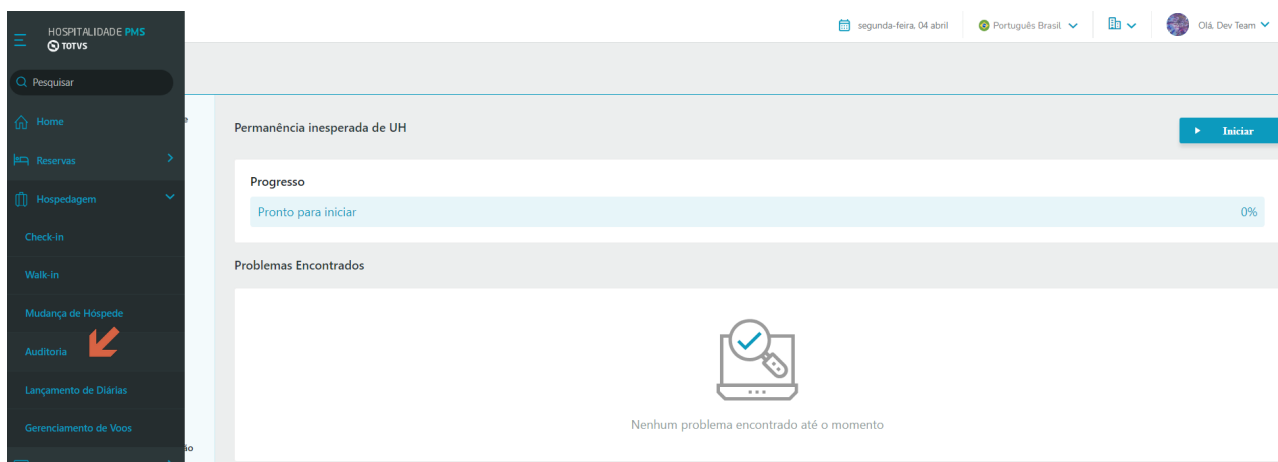 HOSPITALIDADE PMS
TOTVS
segunda-feira, 04 abril
Português Brasil
Olá, Dev Team
Pesquisar
Home
Reservas
Hospedagem
Check-in
Walk-in
Mudança de Hóspede
Auditoria
Lançamento de Diárias
Gerenciamento de Voos
Permanência inesperada de UH
Iniciar
Progresso
Pronto para iniciar
0%
Problemas Encontrados
Nenhum problema encontrado até o momento